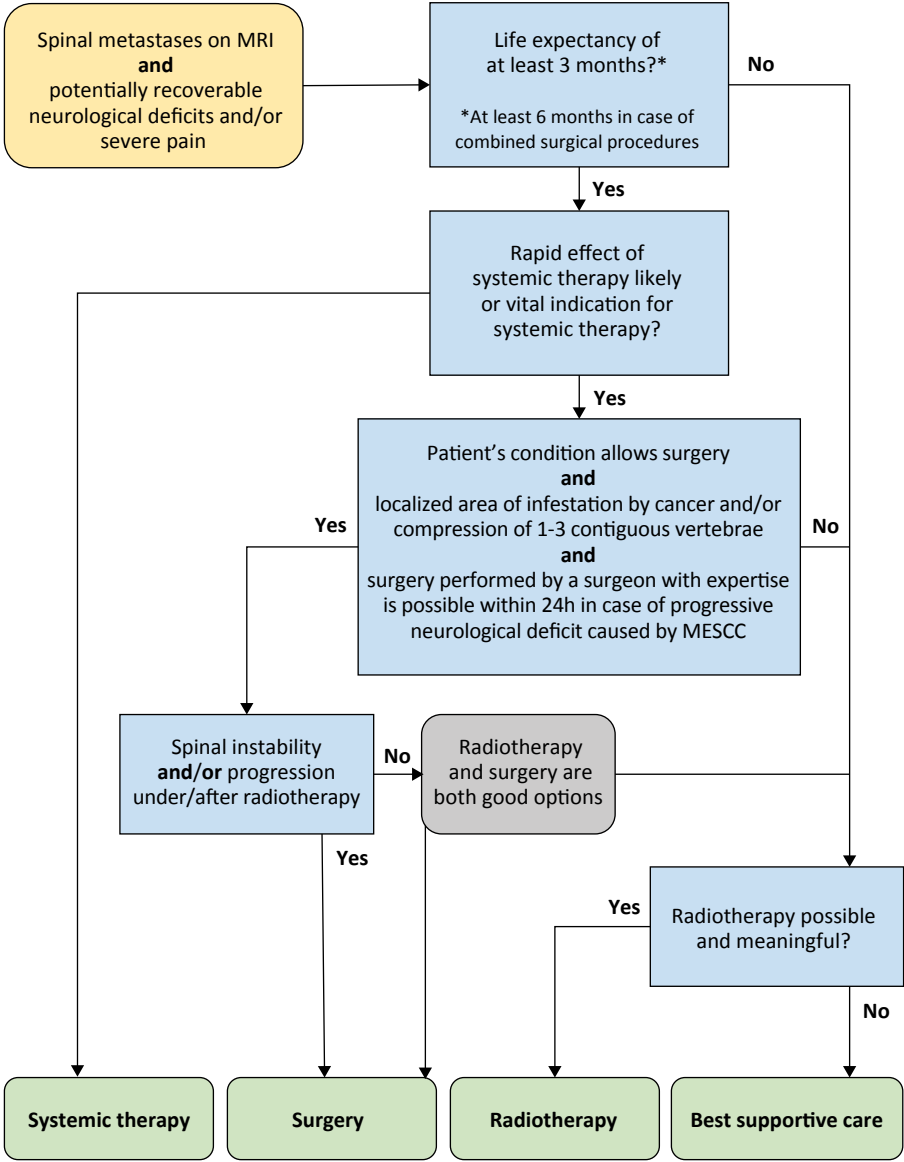 Spinal metastases on MRI
and
potentially recoverable
neurological deficits and/or
severe pain
Life expectancy of
at least 3 months?*
*At least 6 months in case of
combined surgical procedures
No
Yes
Rapid effect of
systemic therapy likely
or vital indication for
systemic therapy?
Yes
Patient's condition allows surgery
and
localized area of infestation by cancer and/or
compression of 1-3 contiguous vertebrae
and
surgery performed by a surgeon with expertise
is possible within 24h in case of progressive
neurological deficit caused by MESCC
Yes
No
Spinal instability
and/or progression
under/after radiotherapy
No
Radiotherapy
and surgery are
both good options
Yes
Radiotherapy possible
and meaningful?
Yes
No
Systemic therapy
Surgery
Radiotherapy
Best supportive care